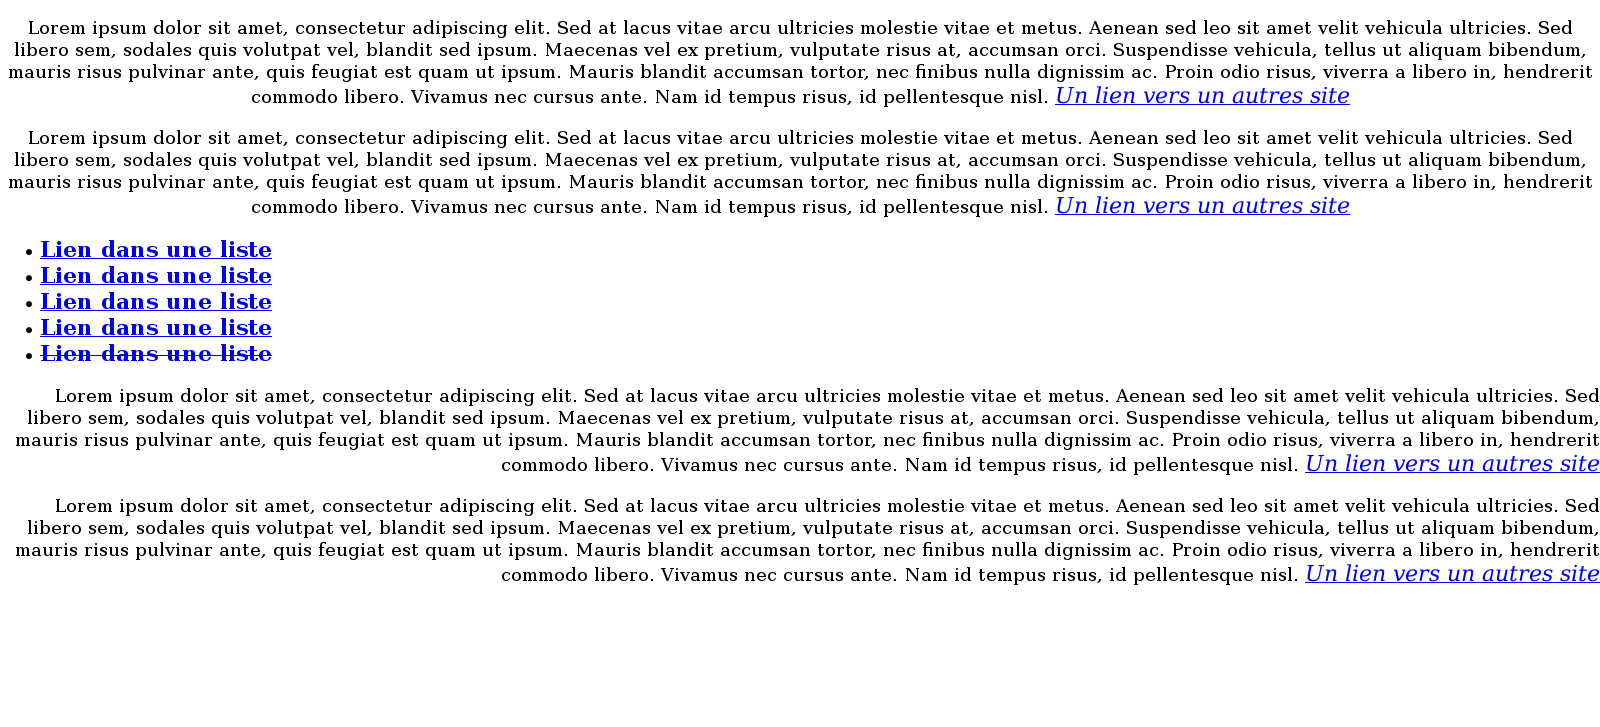 Lorem ipsum dolor sit amet, consectetur adipiscing elit. Sed at lacus vitae arcu ultricies molestie vitae et metus. Aenean sed leo sit amet velit vehicula ultricies. Sed
libero sem, sodales quis volutpat vel, blandit sed ipsum. Maecenas vel ex pretium, vulputate risus at, accumsan orci. Suspendisse vehicula, tellus ut aliquam bibendum,
mauris risus pulvinar ante, quis feugiat est quam ut ipsum. Mauris blandit accumsan tortor, nec finibus nulla dignissim ac. Proin odio risus, viverra a libero in, hendrerit
commodo libero. Vivamus nec cursus ante. Nam id tempus risus, id pellentesque nisl. Un lien vers un autres site
Lorem ipsum dolor sit amet, consectetur adipiscing elit. Sed at lacus vitae arcu ultricies molestie vitae et metus. Aenean sed leo sit amet velit vehicula ultricies. Sed
libero sem, sodales quis volutpat vel, blandit sed ipsum. Maecenas vel ex pretium, vulputate risus at, accumsan orci. Suspendisse vehicula, tellus ut aliquam bibendum,
mauris risus pulvinar ante, quis feugiat est quam ut ipsum. Mauris blandit accumsan tortor, nec finibus nulla dignissim ac. Proin odio risus, viverra a libero in, hendrerit
commodo libero. Vivamus nec cursus ante. Nam id tempus risus, id pellentesque nisl. Un lien vers un autres site
• Lien dans une liste
• Lien dans une liste
• Lien dans une liste
• Lien dans une liste
• Lien dans une liste
Lorem ipsum dolor sit amet, consectetur adipiscing elit. Sed at lacus vitae arcu ultricies molestie vitae et metus. Aenean sed leo sit amet velit vehicula ultricies. Sed
libero sem, sodales quis volutpat vel, blandit sed ipsum. Maecenas vel ex pretium, vulputate risus at, accumsan orci. Suspendisse vehicula, tellus ut aliquam bibendum,
mauris risus pulvinar ante, quis feugiat est quam ut ipsum. Mauris blandit accumsan tortor, nec finibus nulla dignissim ac. Proin odio risus, viverra a libero in, hendrerit
commodo libero. Vivamus nec cursus ante. Nam id tempus risus, id pellentesque nisl. Un lien vers un autres site
Lorem ipsum dolor sit amet, consectetur adipiscing elit. Sed at lacus vitae arcu ultricies molestie vitae et metus. Aenean sed leo sit amet velit vehicula ultricies. Sed
libero sem, sodales quis volutpat vel, blandit sed ipsum. Maecenas vel ex pretium, vulputate risus at, accumsan orci. Suspendisse vehicula, tellus ut aliquam bibendum,
mauris risus pulvinar ante, quis feugiat est quam ut ipsum. Mauris blandit accumsan tortor, nec finibus nulla dignissim ac. Proin odio risus, viverra a libero in, hendrerit
commodo libero. Vivamus nec cursus ante. Nam id tempus risus, id pellentesque nisl. Un lien vers un autres site